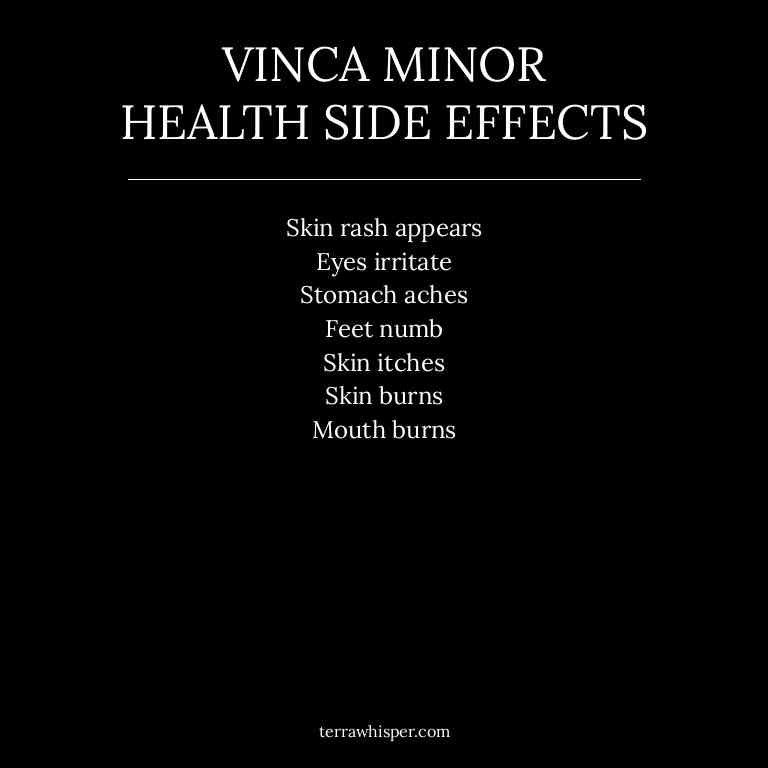 VINCA MINOR
HEALTH SIDE EFFECTS
Skin rash appears
Eyes irritate
Stomach aches
Feet numb
Skin itches
Skin burns
Mouth burns
terrawhisper.com